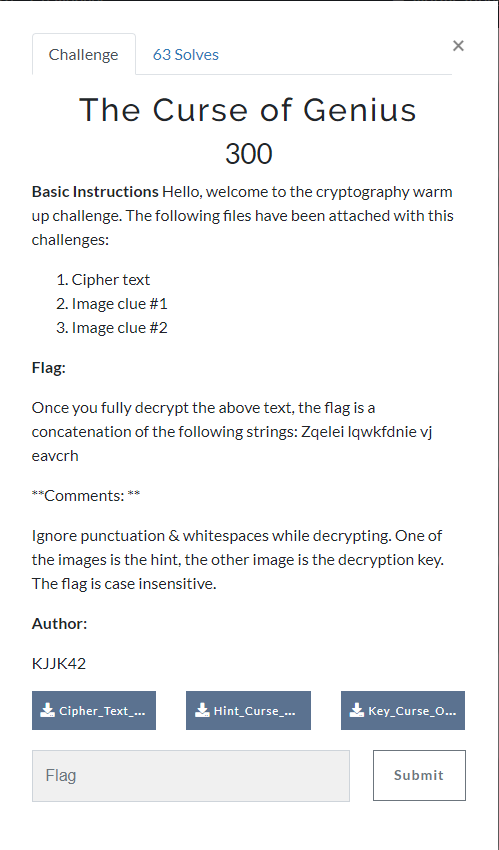 Challenge
63 Solves
×
The Curse of Genius
300
Basic Instructions Hello, welcome to the cryptography warm
up challenge. The following files have been attached with this
challenges:
1. Cipher text
2. Image clue #1
3. Image clue #2
Flag:
Once you fully decrypt the above text, the flag is a
concatenation of the following strings: Zqelei lqwkfdnie vj
eavcrh
**Comments: **
Ignore punctuation & whitespaces while decrypting. One of
the images is the hint, the other image is the decryption key.
The flag is case insensitive.
Author:
KJJK42
Cipher_Text_...
Hint_Curse_...
Key_Curse_O...
Flag
Submit